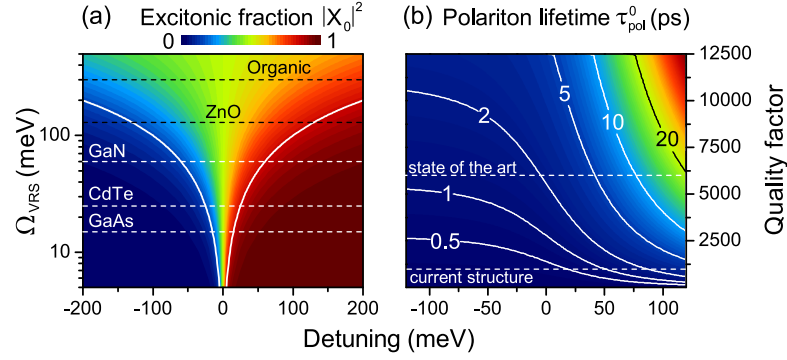 (a) Excitonic fraction |X₀|²
0 1
Organic
ZnO
GaN
CdTe
GaAs
100
10
Ω_VRS (meV)
-200 -100 0 100 200
(b) Polariton lifetime τ⁰_pol (ps)
0.5
1
2
5
10
20
state of the art
current structure
12500
10000
7500
5000
2500
Quality factor
-100 -50 0 50 100
Detuning (meV)